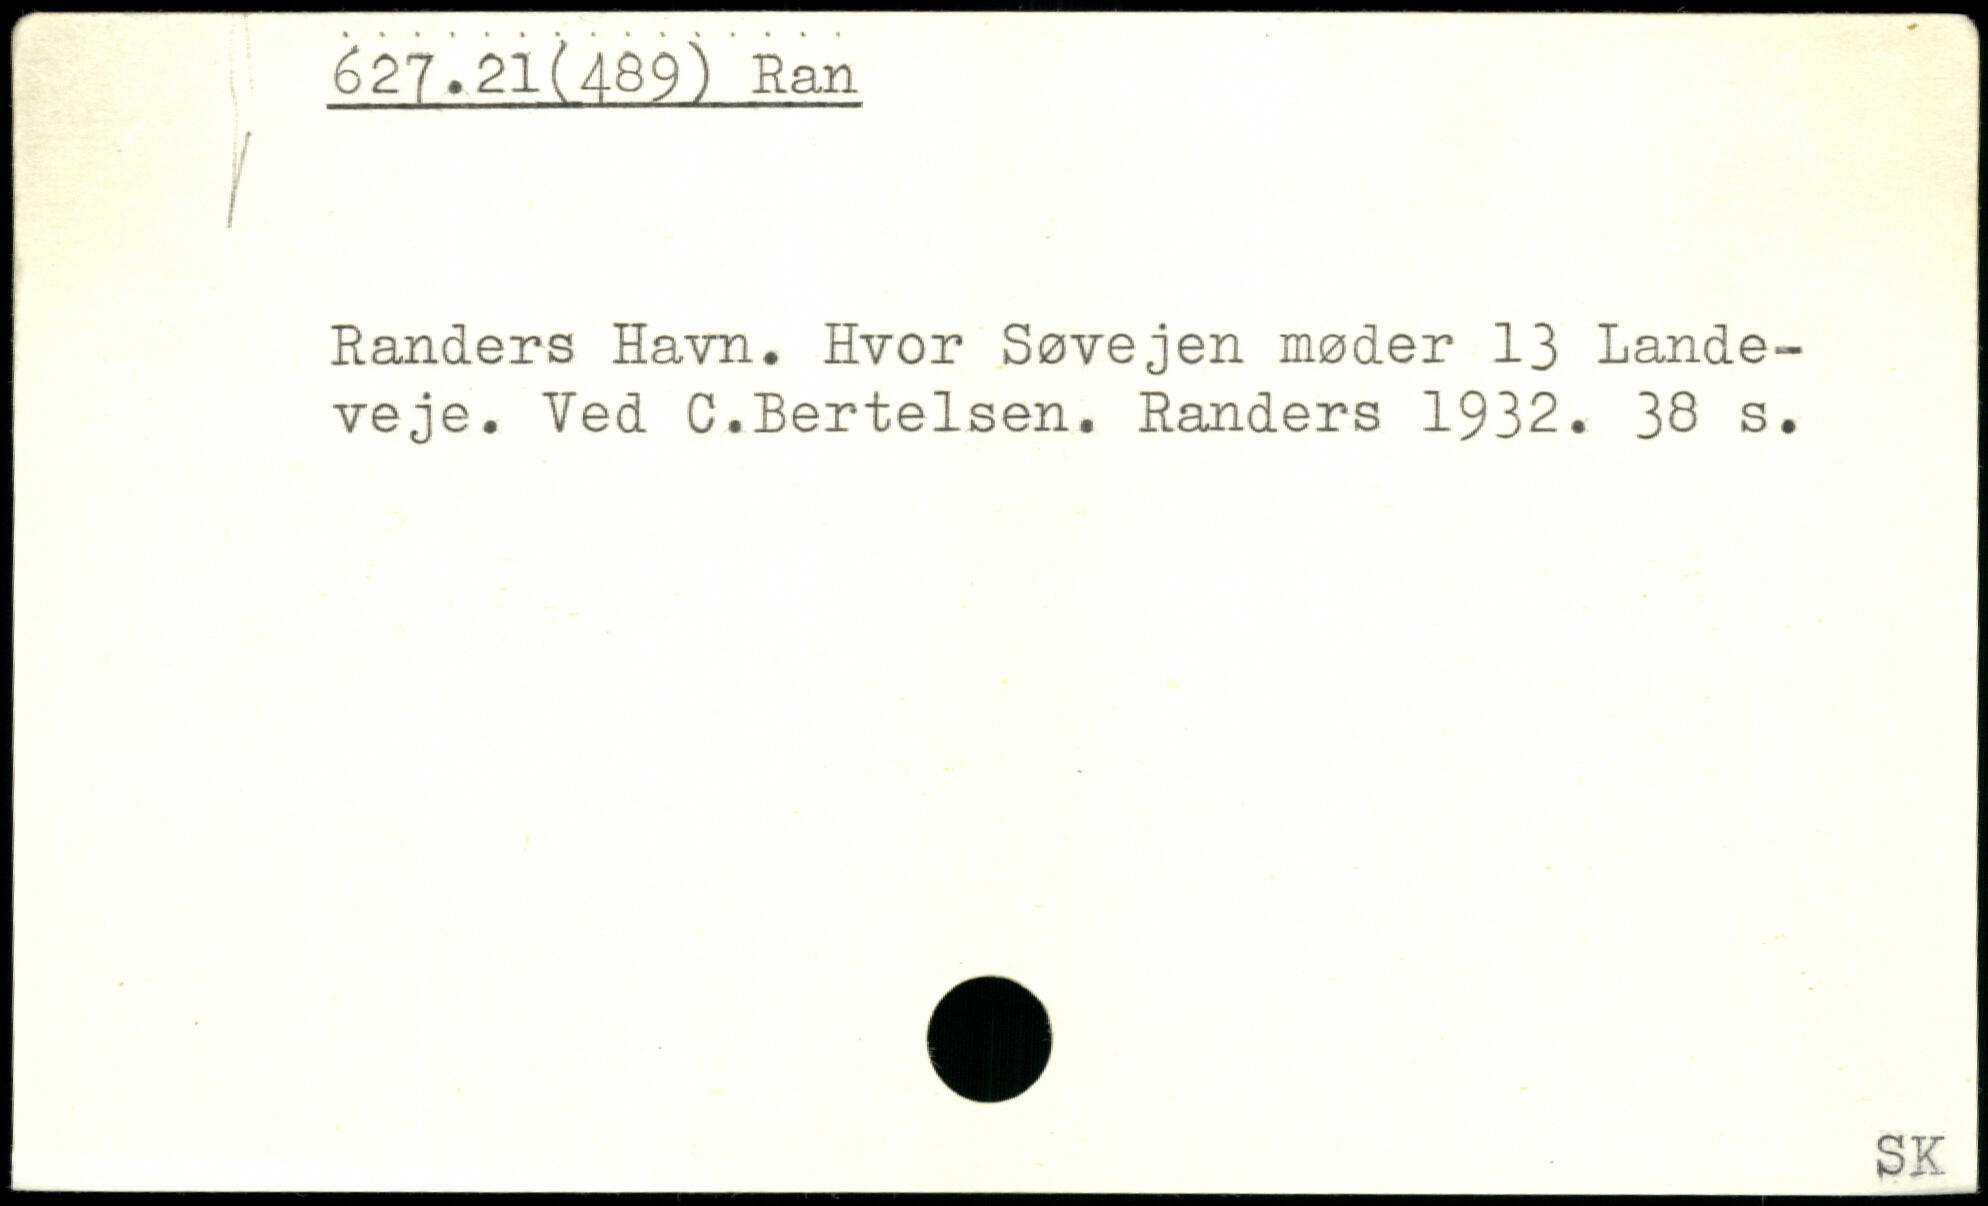 627.21(489) Ran
Randers Havn. Hvor Søvejen møder 13 Lande-
veje. Ved C.Bertelsen. Randers 1932. 38 s.
SK